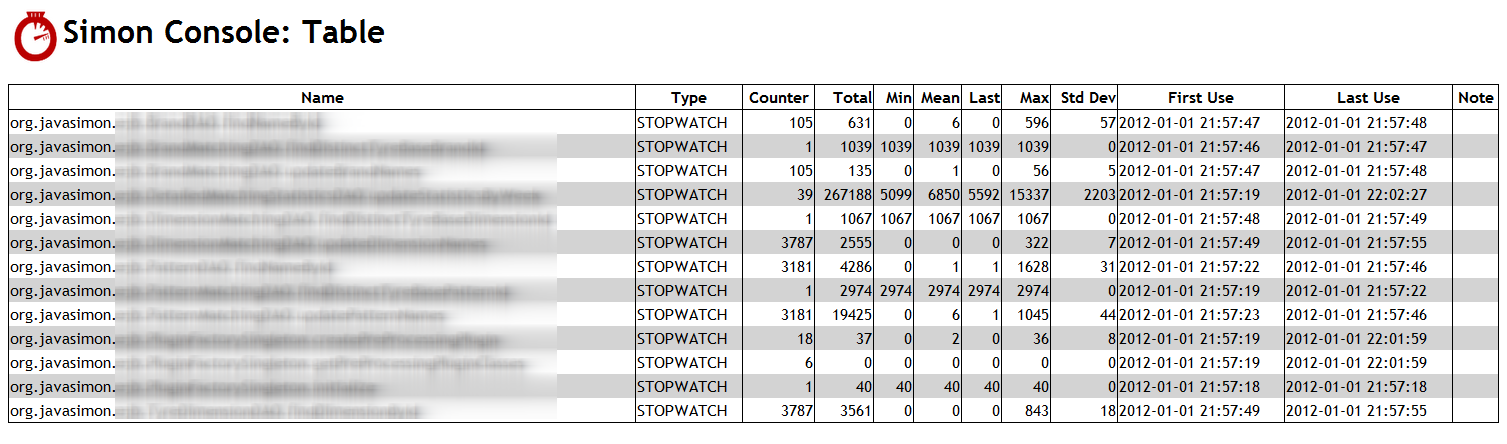 Simon Console: Table
Name Type Counter Total Min Mean Last Max Std Dev First Use Last Use Note
org.javasimon. STOPWATCH 105 631 0 6 0 596 57 2012-01-01 21:57:47 2012-01-01 21:57:48
org.javasimon. STOPWATCH 1 1039 1039 1039 1039 1039 0 2012-01-01 21:57:46 2012-01-01 21:57:47
org.javasimon. STOPWATCH 105 135 0 1 0 56 5 2012-01-01 21:57:47 2012-01-01 21:57:48
org.javasimon. STOPWATCH 39 267188 5099 6850 5592 15337 2203 2012-01-01 21:57:19 2012-01-01 22:02:27
org.javasimon. STOPWATCH 1 1067 1067 1067 1067 1067 0 2012-01-01 21:57:48 2012-01-01 21:57:49
org.javasimon. STOPWATCH 3787 2555 0 0 0 322 7 2012-01-01 21:57:49 2012-01-01 21:57:55
org.javasimon. STOPWATCH 3181 4286 0 1 1 1628 31 2012-01-01 21:57:22 2012-01-01 21:57:46
org.javasimon. STOPWATCH 1 2974 2974 2974 2974 2974 0 2012-01-01 21:57:19 2012-01-01 21:57:22
org.javasimon. STOPWATCH 3181 19425 0 6 1 1045 44 2012-01-01 21:57:23 2012-01-01 21:57:46
org.javasimon. STOPWATCH 18 37 0 2 0 36 8 2012-01-01 21:57:19 2012-01-01 22:01:59
org.javasimon. STOPWATCH 6 0 0 0 0 0 0 2012-01-01 21:57:19 2012-01-01 22:01:59
org.javasimon. STOPWATCH 1 40 40 40 40 40 0 2012-01-01 21:57:18 2012-01-01 21:57:18
org.javasimon. STOPWATCH 3787 3561 0 0 0 843 18 2012-01-01 21:57:49 2012-01-01 21:57:55